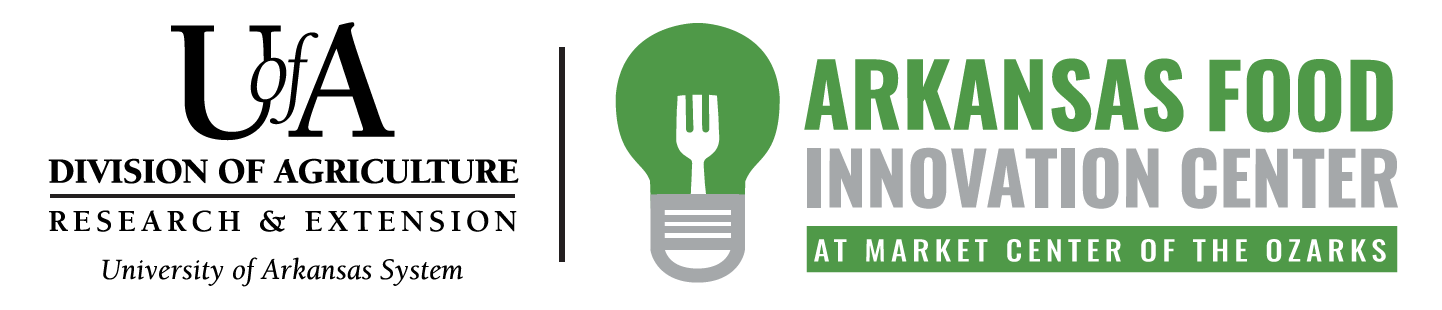 UofA
DIVISION OF AGRICULTURE
RESEARCH & EXTENSION
University of Arkansas System
ARKANSAS FOOD
INNOVATION CENTER
AT MARKET CENTER OF THE OZARKS